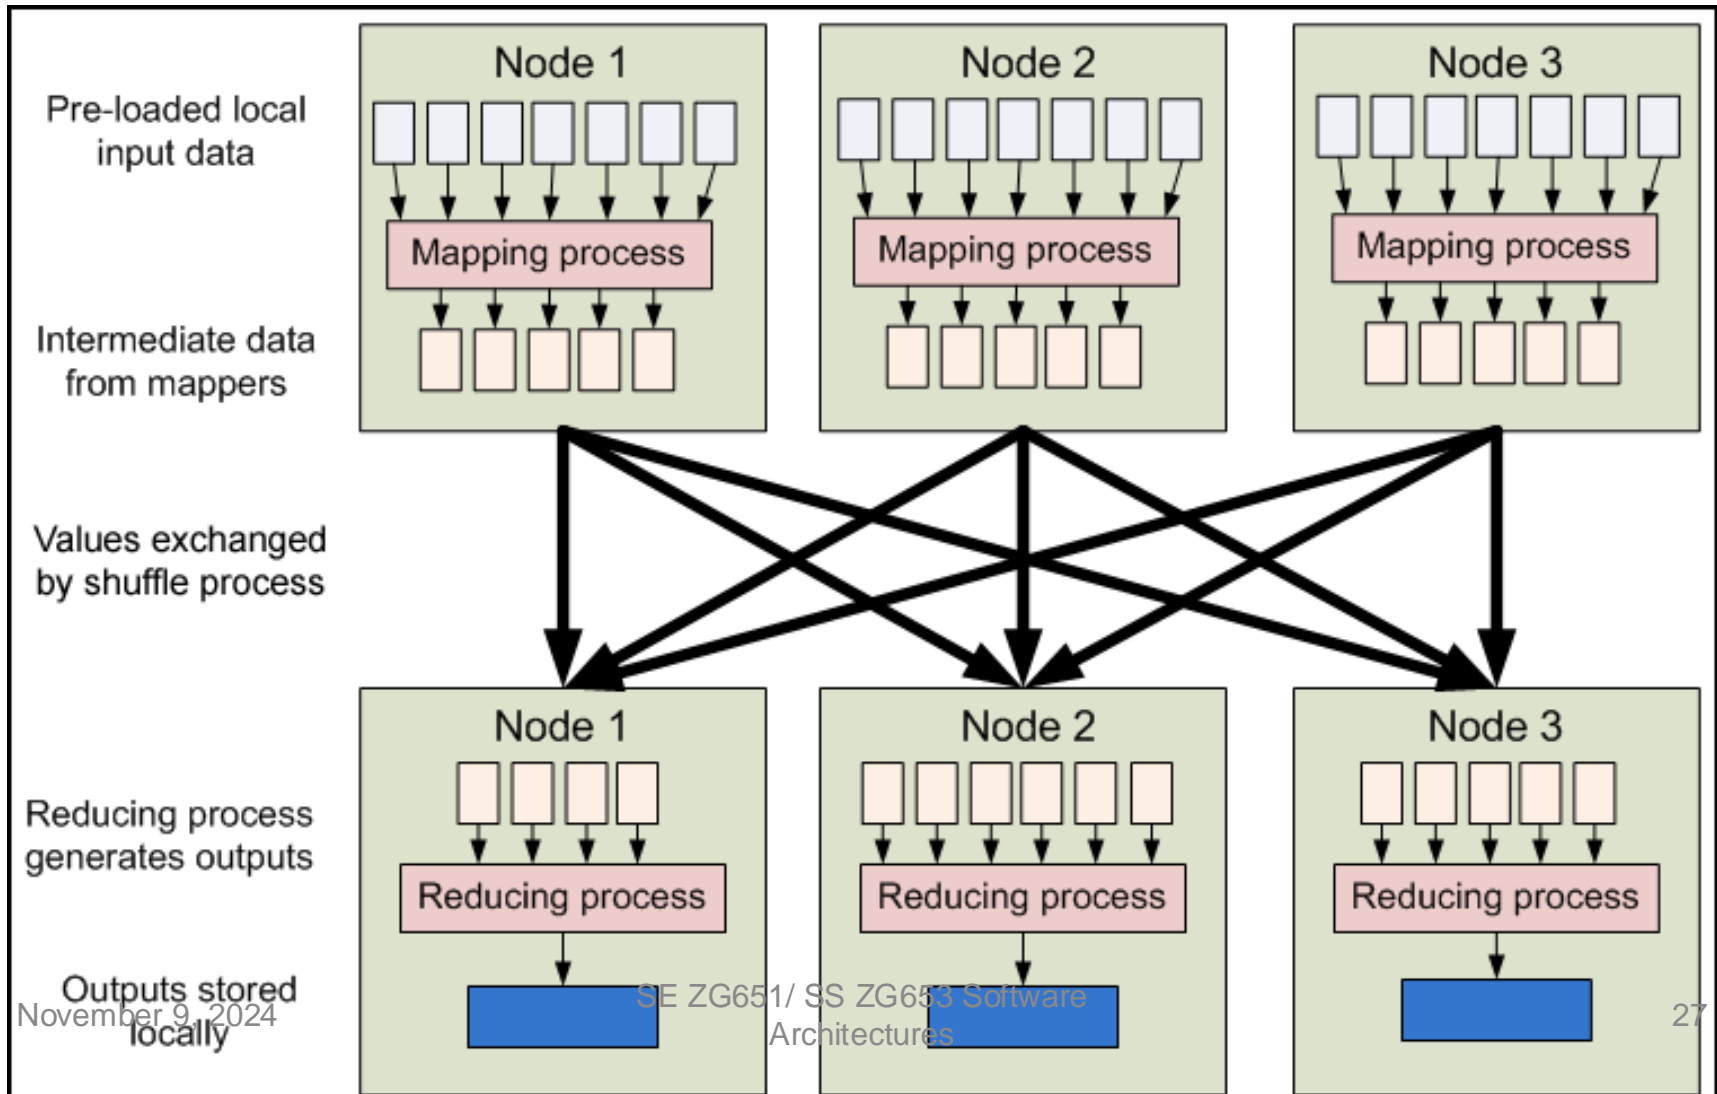 Node 1
Node 2
Node 3
Pre-loaded local
input data
Mapping process
Mapping process
Mapping process
Intermediate data
from mappers
Values exchanged
by shuffle process
Node 1
Node 2
Node 3
Reducing process
generates outputs
Reducing process
Reducing process
Reducing process
Outputs stored
locally
November 9, 2024
SE ZG651/ SS ZG653 Software
Architectures
27